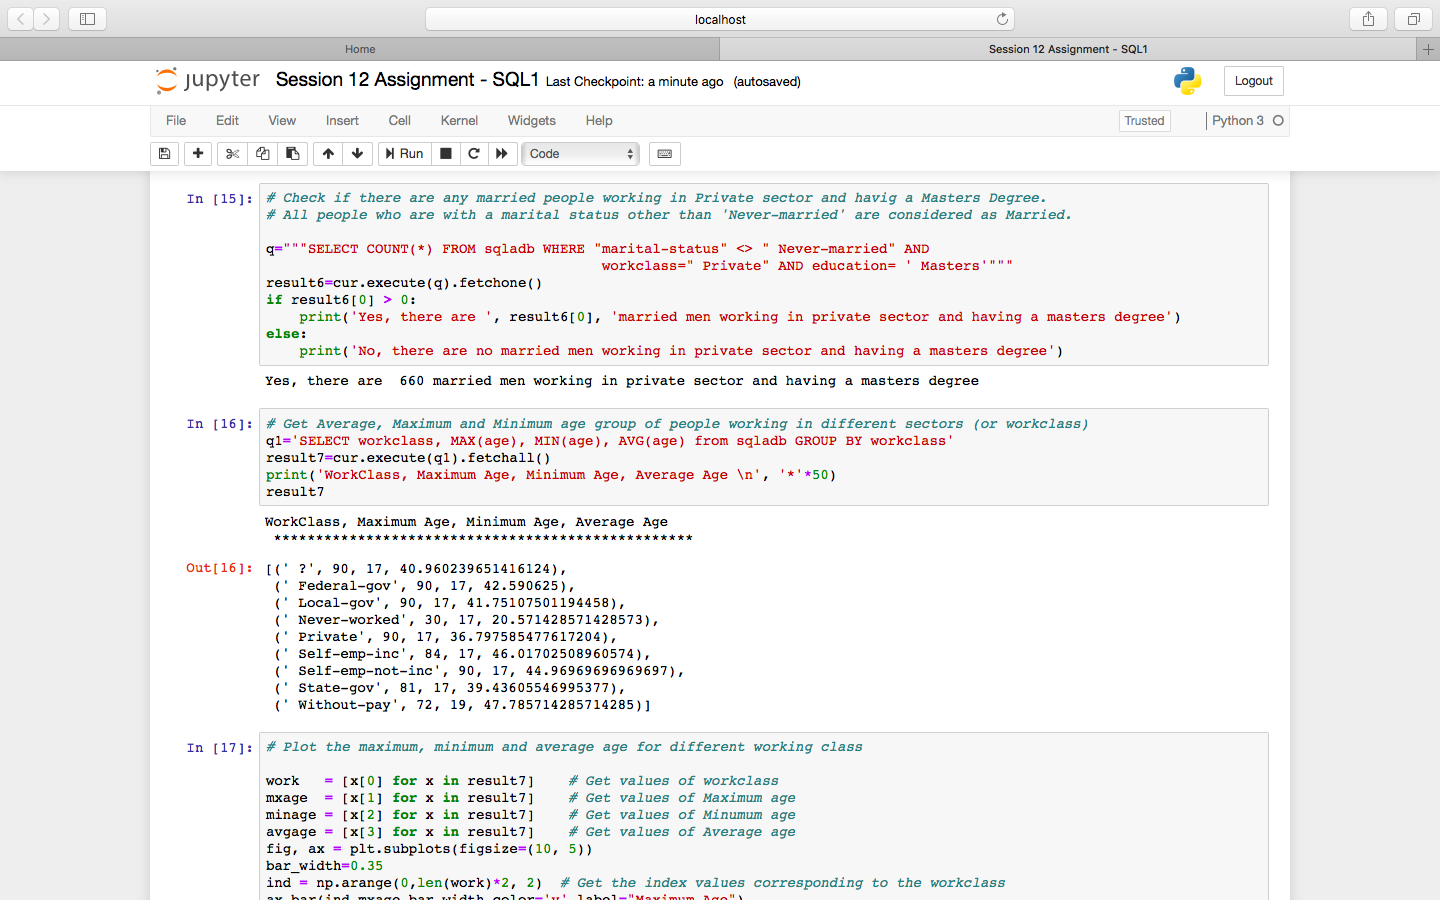 localhost
Home
Session 12 Assignment - SQL1
jupyter Session 12 Assignment - SQL1 Last Checkpoint: a minute ago (autosaved)
Logout
File Edit View Insert Cell Kernel Widgets Help
Trusted
Python 3
Run
Code
In [15]:
# Check if there are any married people working in Private sector and havig a Masters Degree.
# All people who are with a marital status other than 'Never-married' are considered as Married.
q="""SELECT COUNT(*) FROM sqladb WHERE "marital-status" <> " Never-married" AND
workclass=" Private" AND education= ' Masters'"""
result6=cur.execute(q).fetchone()
if result6[0] > 0:
print('Yes, there are ', result6[0], 'married men working in private sector and having a masters degree')
else:
print('No, there are no married men working in private sector and having a masters degree')
Yes, there are  660 married men working in private sector and having a masters degree
In [16]:
# Get Average, Maximum and Minimum age group of people working in different sectors (or workclass)
q1='SELECT workclass, MAX(age), MIN(age), AVG(age) from sqladb GROUP BY workclass'
result7=cur.execute(q1).fetchall()
print('WorkClass, Maximum Age, Minimum Age, Average Age \n', '*'*50)
result7
WorkClass, Maximum Age, Minimum Age, Average Age
**************************************************
Out[16]:
[(' ?', 90, 17, 40.960239651416124),
(' Federal-gov', 90, 17, 42.590625),
(' Local-gov', 90, 17, 41.75107501194458),
(' Never-worked', 30, 17, 20.571428571428573),
(' Private', 90, 17, 36.797585477617204),
(' Self-emp-inc', 84, 17, 46.01702508960574),
(' Self-emp-not-inc', 90, 17, 44.96969696969697),
(' State-gov', 81, 17, 39.43605546995377),
(' Without-pay', 72, 19, 47.785714285714285)]
In [17]:
# Plot the maximum, minimum and average age for different working class
work   = [x[0] for x in result7]    # Get values of workclass
mxage  = [x[1] for x in result7]    # Get values of Maximum age
minage = [x[2] for x in result7]    # Get values of Minumum age
avgage = [x[3] for x in result7]    # Get values of Average age
fig, ax = plt.subplots(figsize=(10, 5))
bar_width=0.35
ind = np.arange(0,len(work)*2, 2)  # Get the index values corresponding to the workclass
ax.bar(ind,mxage,bar_width,color='y',label="Maximum Age")